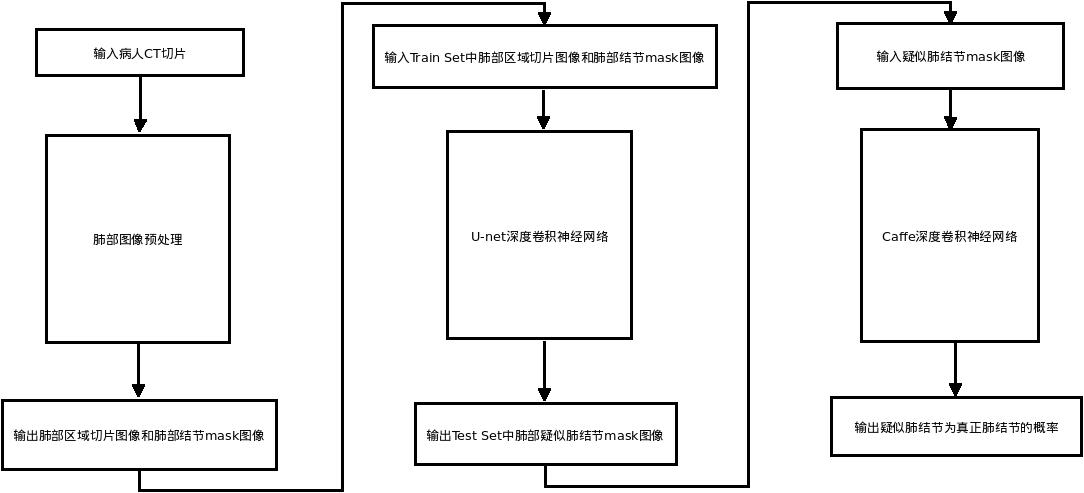 输入病人CT切片
肺部图像预处理
输出肺部区域切片图像和肺部结节mask图像
输入Train Set中肺部区域切片图像和肺部结节mask图像
U-net深度卷积神经网络
输出Test Set中肺部疑似肺结节mask图像
输入疑似肺结节mask图像
Caffe深度卷积神经网络
输出疑似肺结节为真正肺结节的概率